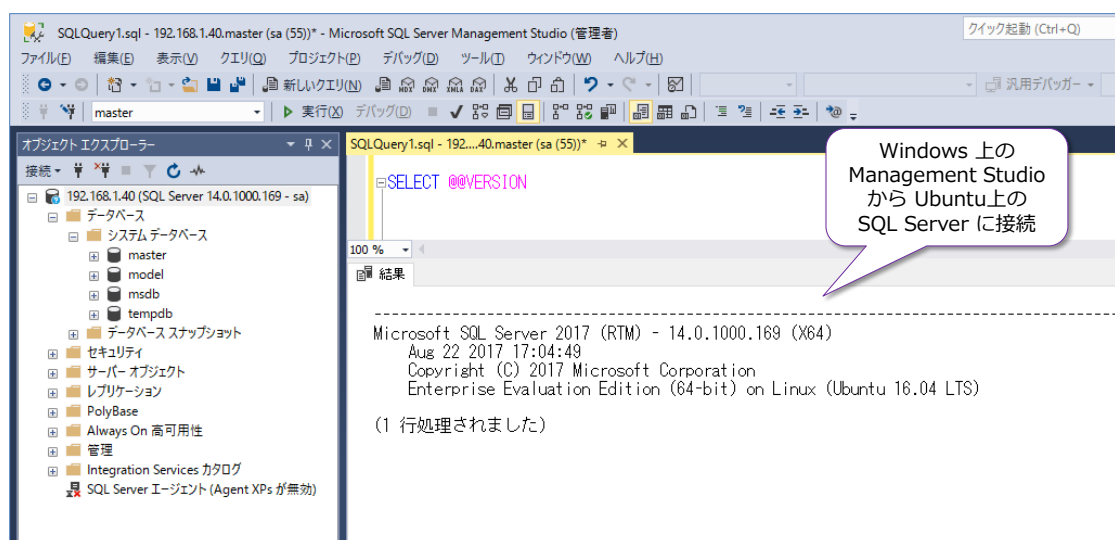 SQLQuery1.sql - 192.168.1.40.master (sa (55))* - Microsoft SQL Server Management Studio (管理者)
クイック起動 (Ctrl+Q)
ファイル(F) 編集(E) 表示(V) クエリ(Q) プロジェクト(P) デバッグ(D) ツール(T) ウィンドウ(W) ヘルプ(H)
新しいクエリ(N) MDX DMX XMLA DAX 汎用デバッガー
master 実行(X) デバッグ(D)
オブジェクト エクスプローラー
接続
192.168.1.40 (SQL Server 14.0.1000.169 - sa)
データベース
システム データベース
master
model
msdb
tempdb
データベース スナップショット
セキュリティ
サーバー オブジェクト
レプリケーション
PolyBase
Always On 高可用性
管理
Integration Services カタログ
SQL Server エージェント (Agent XPs が無効)
SQLQuery1.sql - 192....40.master (sa (55))*
SELECT @@VERSION
Windows 上の
Management Studio
から Ubuntu上の
SQL Server に接続
100 %
結果
Microsoft SQL Server 2017 (RTM) - 14.0.1000.169 (X64)
Aug 22 2017 17:04:49
Copyright (C) 2017 Microsoft Corporation
Enterprise Evaluation Edition (64-bit) on Linux (Ubuntu 16.04 LTS)
(1 行処理されました)